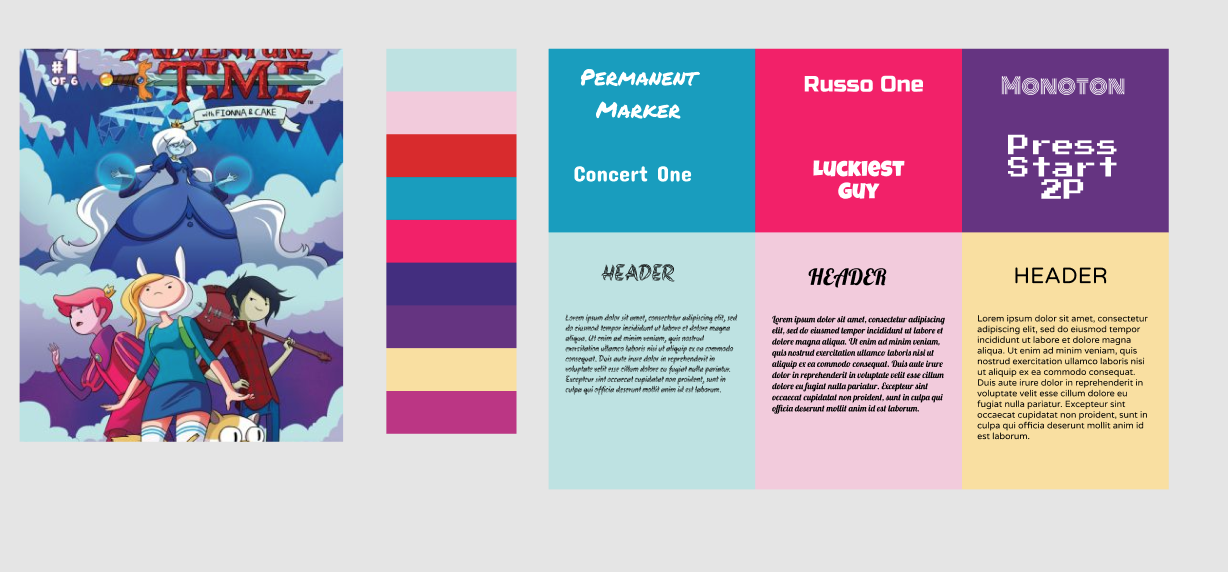 #1
OF 6
ADVENTURE
TIME
with FIONNA & CAKE
Permanent
Marker
Concert One
Russo One
Luckiest
Guy
Monoton
Press
Start
2P
HEADER
Lorem ipsum dolor sit amet, consectetur adipiscing elit, sed
do eiusmod tempor incididunt ut labore et dolore magna
aliqua. Ut enim ad minim veniam, quis nostrud
exercitation ullamco laboris nisi ut aliquip ex ea commodo
consequat. Duis aute irure dolor in reprehenderit in
voluptate velit esse cillum dolore eu fugiat nulla pariatur.
Excepteur sint occaecat cupidatat non proident, sunt in
culpa qui officia deserunt mollit anim id est laborum.
HEADER
Lorem ipsum dolor sit amet, consectetur adipiscing
elit, sed do eiusmod tempor incididunt ut labore et
dolore magna aliqua. Ut enim ad minim veniam,
quis nostrud exercitation ullamco laboris nisi ut
aliquip ex ea commodo consequat. Duis aute irure
dolor in reprehenderit in voluptate velit esse cillum
dolore eu fugiat nulla pariatur. Excepteur sint
occaecat cupidatat non proident, sunt in culpa qui
officia deserunt mollit anim id est laborum.
HEADER
Lorem ipsum dolor sit amet, consectetur
adipiscing elit, sed do eiusmod tempor
incididunt ut labore et dolore magna
aliqua. Ut enim ad minim veniam, quis
nostrud exercitation ullamco laboris nisi
ut aliquip ex ea commodo consequat.
Duis aute irure dolor in reprehenderit in
voluptate velit esse cillum dolore eu
fugiat nulla pariatur. Excepteur sint
occaecat cupidatat non proident, sunt in
culpa qui officia deserunt mollit anim id
est laborum.